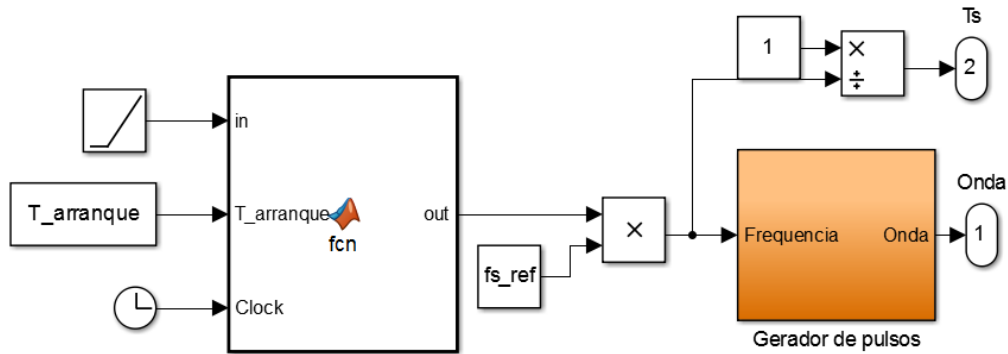 Ts
1
×
÷
2
in
T_arranque
T_arranque
fcn
out
Clock
fs_ref
×
Onda
Frequencia
Onda
1
Gerador de pulsos